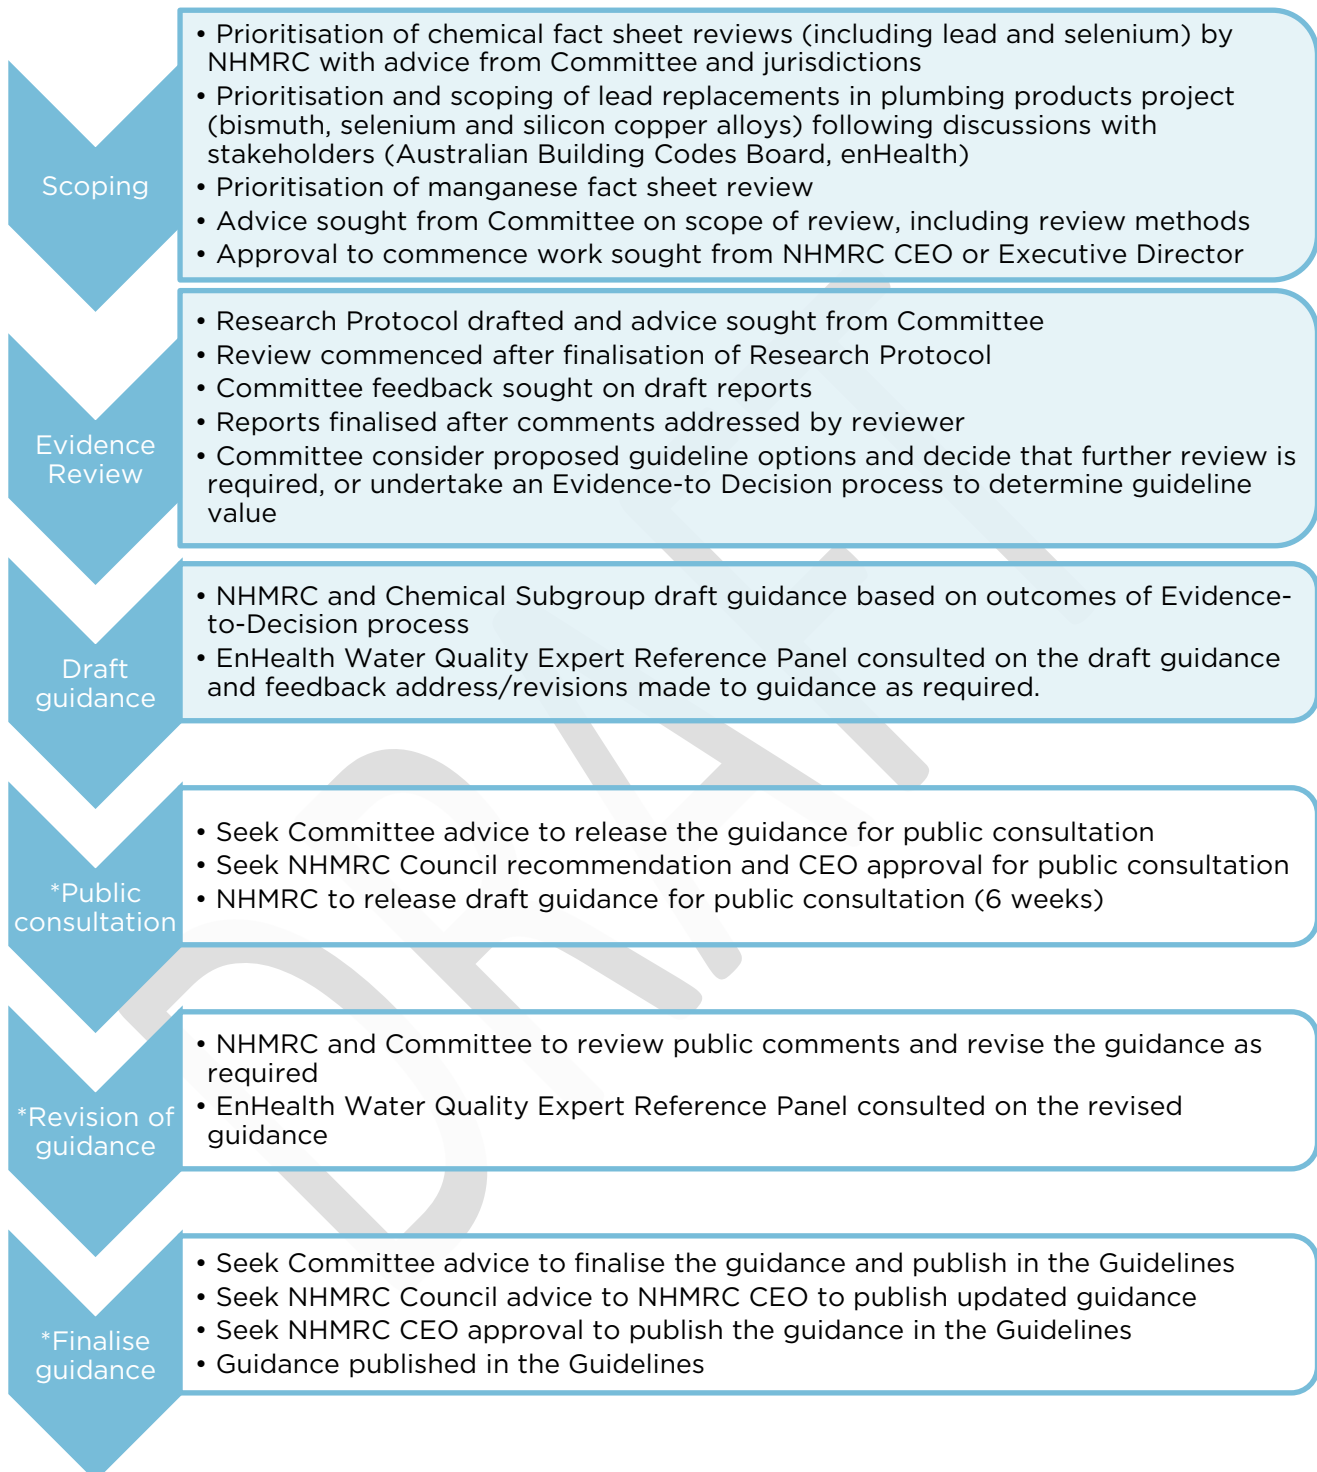 Scoping
• Prioritisation of chemical fact sheet reviews (including lead and selenium) by
NHMRC with advice from Committee and jurisdictions
• Prioritisation and scoping of lead replacements in plumbing products project
(bismuth, selenium and silicon copper alloys) following discussions with
stakeholders (Australian Building Codes Board, enHealth)
• Prioritisation of manganese fact sheet review
• Advice sought from Committee on scope of review, including review methods
• Approval to commence work sought from NHMRC CEO or Executive Director
Evidence
Review
• Research Protocol drafted and advice sought from Committee
• Review commenced after finalisation of Research Protocol
• Committee feedback sought on draft reports
• Reports finalised after comments addressed by reviewer
• Committee consider proposed guideline options and decide that further review is
required, or undertake an Evidence-to Decision process to determine guideline
value
Draft
guidance
• NHMRC and Chemical Subgroup draft guidance based on outcomes of Evidence-
to-Decision process
• EnHealth Water Quality Expert Reference Panel consulted on the draft guidance
and feedback address/revisions made to guidance as required.
*Public
consultation
• Seek Committee advice to release the guidance for public consultation
• Seek NHMRC Council recommendation and CEO approval for public consultation
• NHMRC to release draft guidance for public consultation (6 weeks)
*Revision of
guidance
• NHMRC and Committee to review public comments and revise the guidance as
required
• EnHealth Water Quality Expert Reference Panel consulted on the revised
guidance
*Finalise
guidance
• Seek Committee advice to finalise the guidance and publish in the Guidelines
• Seek NHMRC Council advice to NHMRC CEO to publish updated guidance
• Seek NHMRC CEO approval to publish the guidance in the Guidelines
• Guidance published in the Guidelines
DRAFT